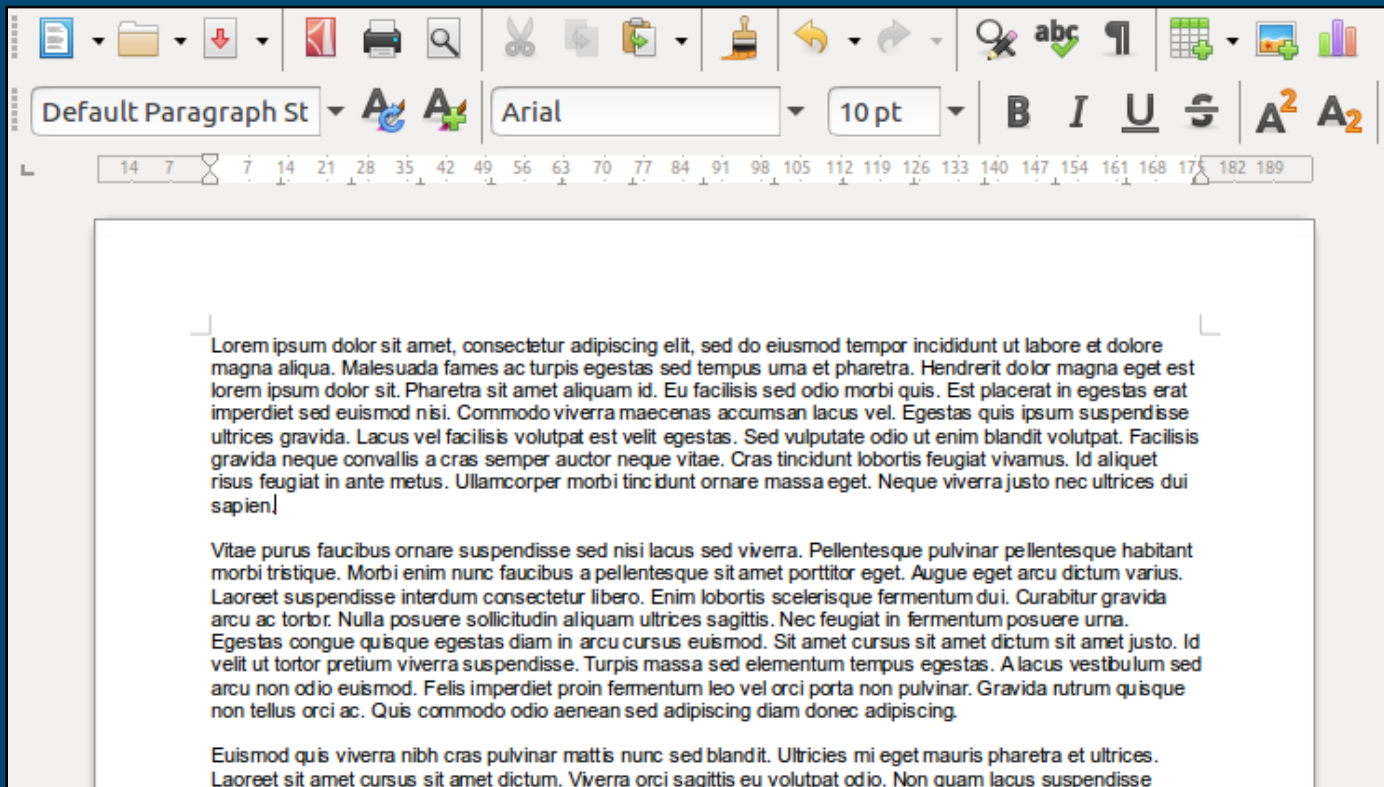 abc
Default Paragraph St
Arial
10 pt
B I U S A2 A2
14 7 7 14 21 28 35 42 49 56 63 70 77 84 91 98 105 112 119 126 133 140 147 154 161 168 175 182 189
Lorem ipsum dolor sit amet, consectetur adipiscing elit, sed do eiusmod tempor incididunt ut labore et dolore
magna aliqua. Malesuada fames ac turpis egestas sed tempus urna et pharetra. Hendrerit dolor magna eget est
lorem ipsum dolor sit. Pharetra sit amet aliquam id. Eu facilisis sed odio morbi quis. Est placerat in egestas erat
imperdiet sed euismod nisi. Commodo viverra maecenas accumsan lacus vel. Egestas quis ipsum suspendisse
ultrices gravida. Lacus vel facilisis volutpat est velit egestas. Sed vulputate odio ut enim blandit volutpat. Facilisis
gravida neque convallis a cras semper auctor neque vitae. Cras tincidunt lobortis feugiat vivamus. Id aliquet
risus feugiat in ante metus. Ullamcorper morbi tincidunt ornare massa eget. Neque viverra justo nec ultrices dui
sapien.
Vitae purus faucibus ornare suspendisse sed nisi lacus sed viverra. Pellentesque pulvinar pellentesque habitant
morbi tristique. Morbi enim nunc faucibus a pellentesque sit amet porttitor eget. Augue eget arcu dictum varius.
Laoreet suspendisse interdum consectetur libero. Enim lobortis scelerisque fermentum dui. Curabitur gravida
arcu ac tortor. Nulla posuere sollicitudin aliquam ultrices sagittis. Nec feugiat in fermentum posuere urna.
Egestas congue quisque egestas diam in arcu cursus euismod. Sit amet cursus sit amet dictum sit amet justo. Id
velit ut tortor pretium viverra suspendisse. Turpis massa sed elementum tempus egestas. A lacus vestibulum sed
arcu non odio euismod. Felis imperdiet proin fermentum leo vel orci porta non pulvinar. Gravida rutrum quisque
non tellus orci ac. Quis commodo odio aenean sed adipiscing diam donec adipiscing.
Euismod quis viverra nibh cras pulvinar mattis nunc sed blandit. Ultricies mi eget mauris pharetra et ultrices.
Laoreet sit amet cursus sit amet dictum. Viverra orci sagittis eu volutpat odio. Non quam lacus suspendisse